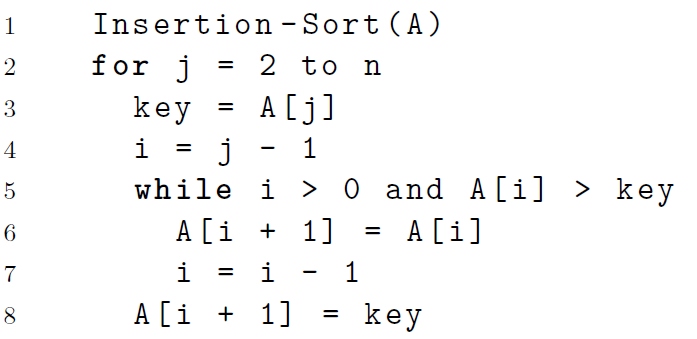 1 Insertion-Sort(A)
2 for j = 2 to n
3 key = A[j]
4 i = j - 1
5 while i > 0 and A[i] > key
6 A[i + 1] = A[i]
7 i = i - 1
8 A[i + 1] = key